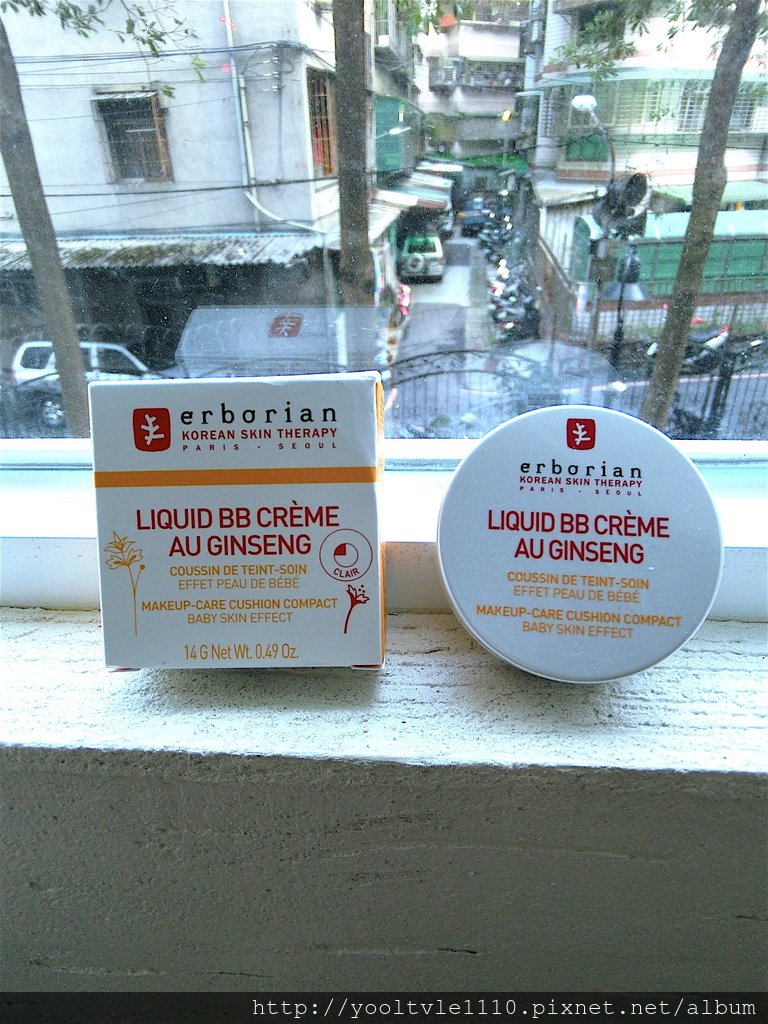 erborian
KOREAN SKIN THERAPY
PARIS - SEOUL
LIQUID BB CRÈME
AU GINSENG
COUSSIN DE TEINT-SOIN
EFFET PEAU DE BÉBÉ
MAKEUP-CARE CUSHION COMPACT
BABY SKIN EFFECT
CLAIR
14 G Net Wt. 0.49 Oz.
erborian
KOREAN SKIN THERAPY
PARIS - SEOUL
LIQUID BB CRÈME
AU GINSENG
COUSSIN DE TEINT-SOIN
EFFET PEAU DE BÉBÉ
MAKEUP-CARE CUSHION COMPACT
BABY SKIN EFFECT
http://yooltvle1110.pixnet.net/album